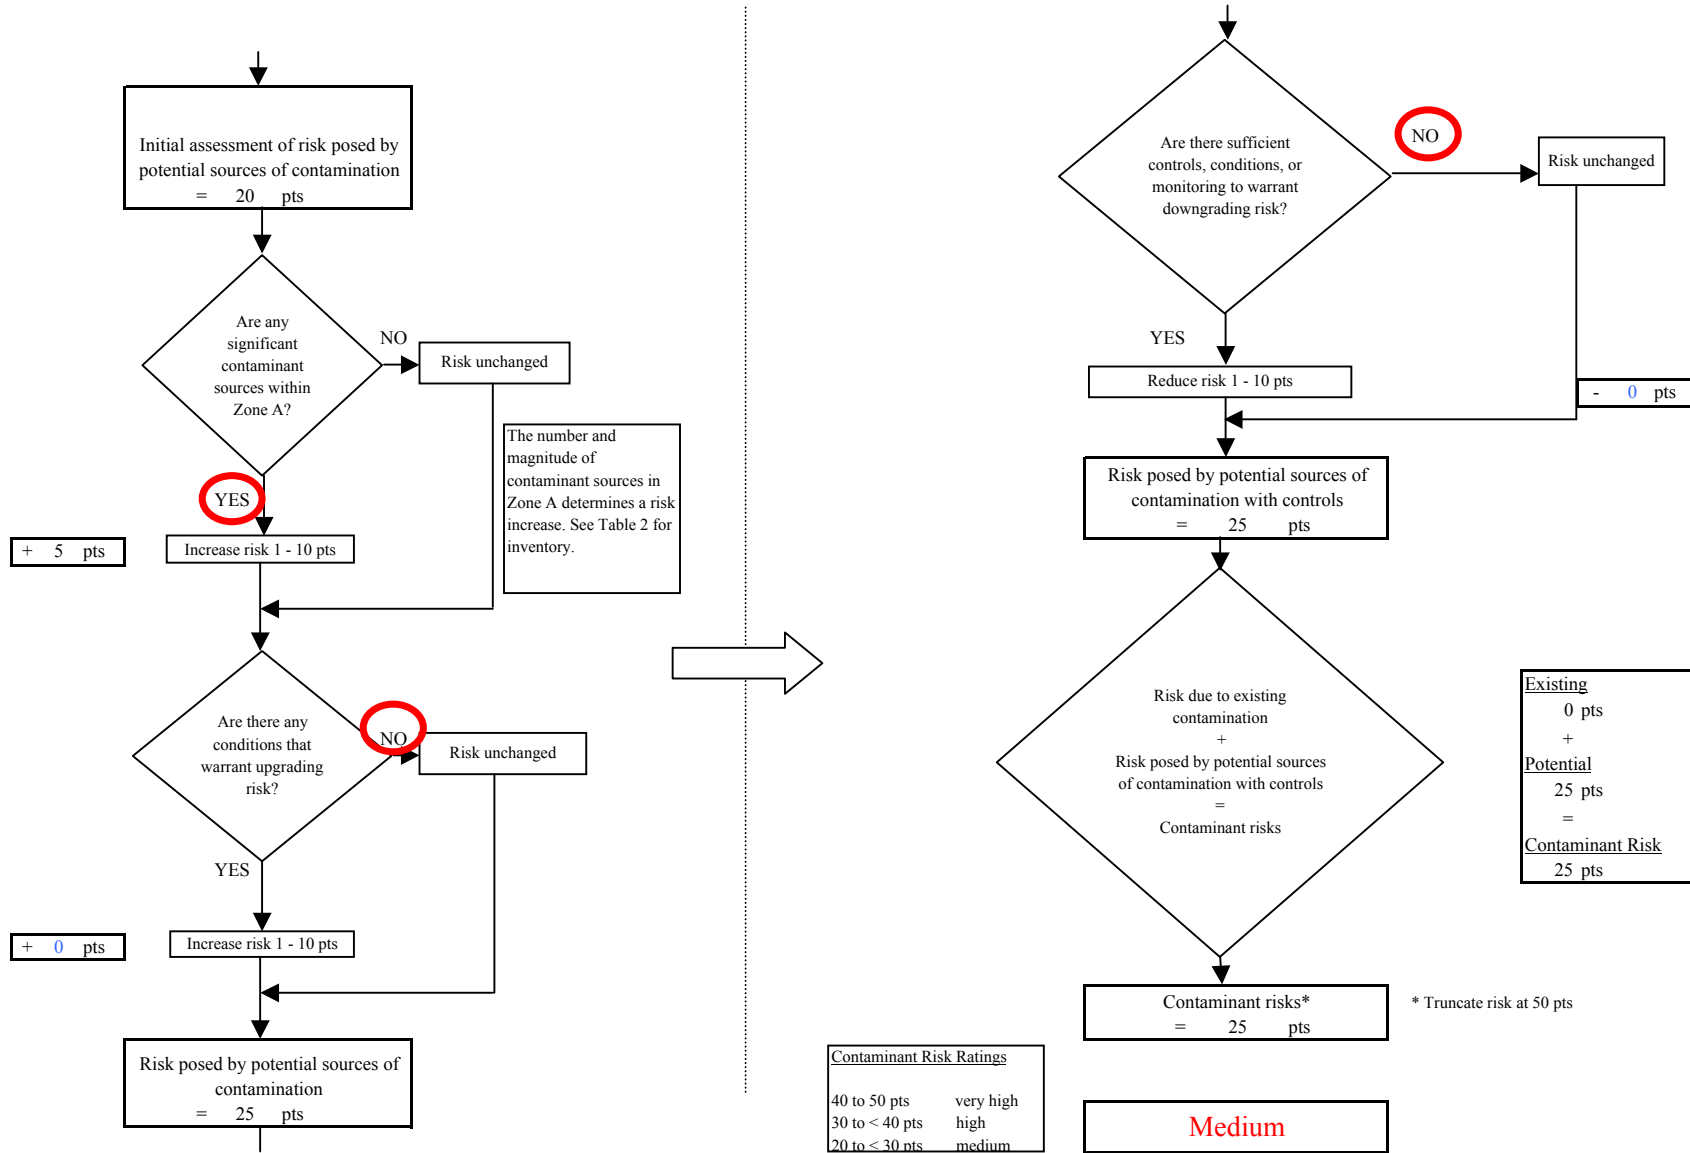 Initial assessment of risk posed by
potential sources of contamination
= 20 pts
Are any
significant
contaminant
sources within
Zone A?
NO
Risk unchanged
The number and
magnitude of
contaminant sources in
Zone A determines a risk
increase. See Table 2 for
inventory.
YES
+ 5 pts
Increase risk 1 - 10 pts
Are there any
conditions that
warrant upgrading
risk?
NO
Risk unchanged
YES
+ 0 pts
Increase risk 1 - 10 pts
Risk posed by potential sources of
contamination
= 25 pts
Are there sufficient
controls, conditions, or
monitoring to warrant
downgrading risk?
NO
Risk unchanged
YES
Reduce risk 1 - 10 pts
- 0 pts
Risk posed by potential sources of
contamination with controls
= 25 pts
Risk due to existing
contamination
+
Risk posed by potential sources
of contamination with controls
=
Contaminant risks
Existing
0 pts
+
Potential
25 pts
=
Contaminant Risk
25 pts
Contaminant risks*
= 25 pts
* Truncate risk at 50 pts
Contaminant Risk Ratings
40 to 50 pts very high
30 to < 40 pts high
20 to < 30 pts medium
Medium